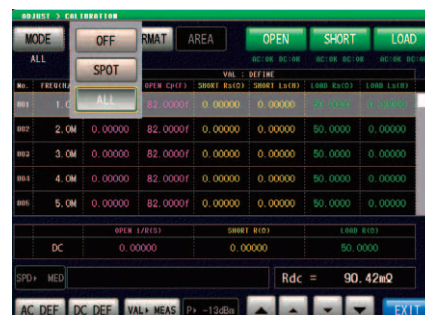 ADJUST > CALIBRATION
MODE OFF RMAT AREA OPEN SHORT LOAD
ALL AC:OK DC:OK AC:OK DC:OK AC:OK DC:OK
SPOT
VAL : DEFINE
No. FREQ(Hz OPEN Cp(F) SHORT Rs(Ω) SHORT Ls(H) LOAD Rs(Ω) LOAD Ls(H)
001 1.0 ALL 82.0000f 0.00000 0.00000 50.0000 0.00000
002 2.0M 0.00000 82.0000f 0.00000 0.00000 50.0000 0.00000
003 3.0M 0.00000 82.0000f 0.00000 0.00000 50.0000 0.00000
004 4.0M 0.00000 82.0000f 0.00000 0.00000 50.0000 0.00000
005 5.0M 0.00000 82.0000f 0.00000 0.00000 50.0000 0.00000
OPEN 1/R(S) SHORT R(Ω) LOAD R(Ω)
DC 0.00000 0.00000 50.0000
SPD▸ MED Rdc = 90.42mΩ
AC DEF DC DEF VAL▸ MEAS P▸ -13dBm EXIT